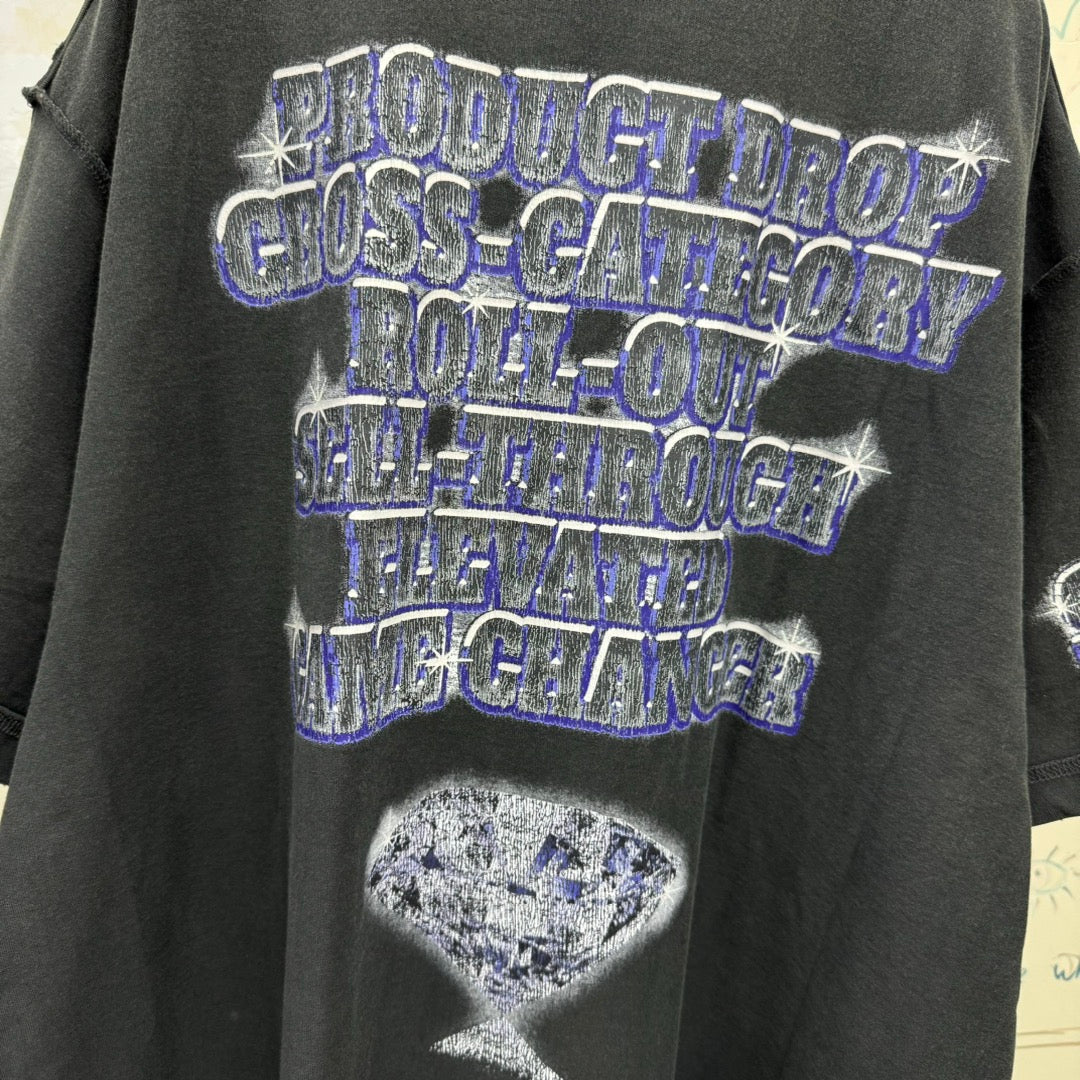 PRODUCT DROP
CROSS-CATEGORY
ROLL-OUT
SELL-THROUGH
ELEVATED
GAME CHANGER